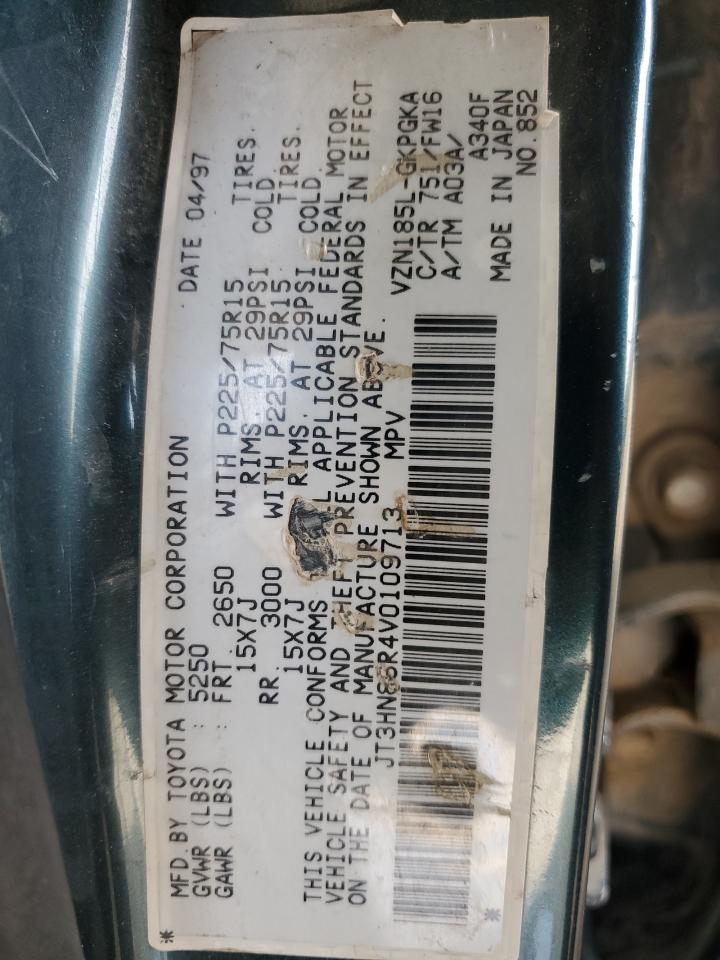 MFD. BY TOYOTA MOTOR CORPORATION DATE 04/97
GVWR (LBS) : 5250
GAWR (LBS) : FRT. 2650 WITH P225/75R15 TIRES.
15X7J RIMS. AT 29PSI COLD.
RR. 3000 WITH P225/75R15 TIRES.
15X7J RIMS. AT 29PSI COLD.
THIS VEHICLE CONFORMS APPLICABLE FEDERAL MOTOR
VEHICLE SAFETY AND THEFT PREVENTION STANDARDS IN EFFECT
ON THE DATE OF MANUFACTURE SHOWN ABOVE.
JT3HN86R4V0109713 MPV
VZN185L-GKPGKA
C/TR 751/FW16
A/TM A03A/
A340F
MADE IN JAPAN
NO. 852